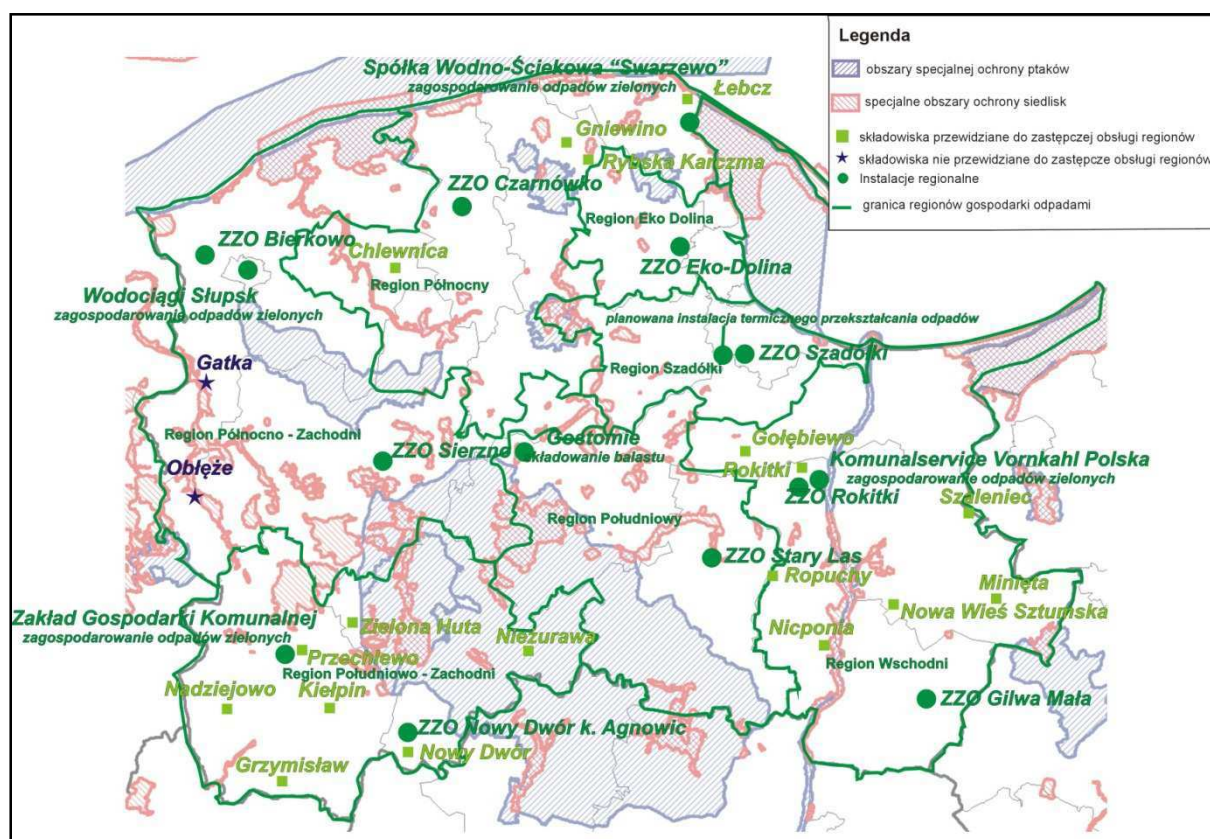 Legenda
obszary specjalnej ochrony ptaków
specjalne obszary ochrony siedlisk
składowiska przewidziane do zastępczej obsługi regionów
składowiska nie przewidziane do zastępcze obsługi regionów
Instalacje regionalne
granica regionów gospodarki odpadami
Spółka Wodno-Ściekowa “Swarzewo”
zagospodarowanie odpadów zielonych
Łebcz
Gniewino
Rybska Karczma
ZZO Czarnówko
Region Eko Dolina
ZZO Bierkowo
ZZO Eko-Dolina
Chlewnica
Region Północny
Wodociągi Słupsk
zagospodarowanie odpadów zielonych
planowana instalacja termicznego przekształcania odpadów
ZZO Szadółki
Region Szadółki
Gatka
Region Północno - Zachodni
Gostomie
składowanie balastu
ZZO Sierzno
Gołębiewo
Rokitki
Komunalservice Vornkahl Polska
zagospodarowanie odpadów zielonych
ZZO Rokitki
Obłęże
Szaleniec
Region Południowy
ZZO Stary Las
Ropuchy
Minięta
Nowa Wieś Sztumska
Zakład Gospodarki Komunalnej
zagospodarowanie odpadów zielonych
Zielona Huta
Nieżurawa
Nicponia
Przechlewo
Region Wschodni
Region Południowo - Zachodni
Nadziejowo
Kiełpin
ZZO Gilwa Mała
ZZO Nowy Dwór k. Agnowic
Nowy Dwór
Grzymisław